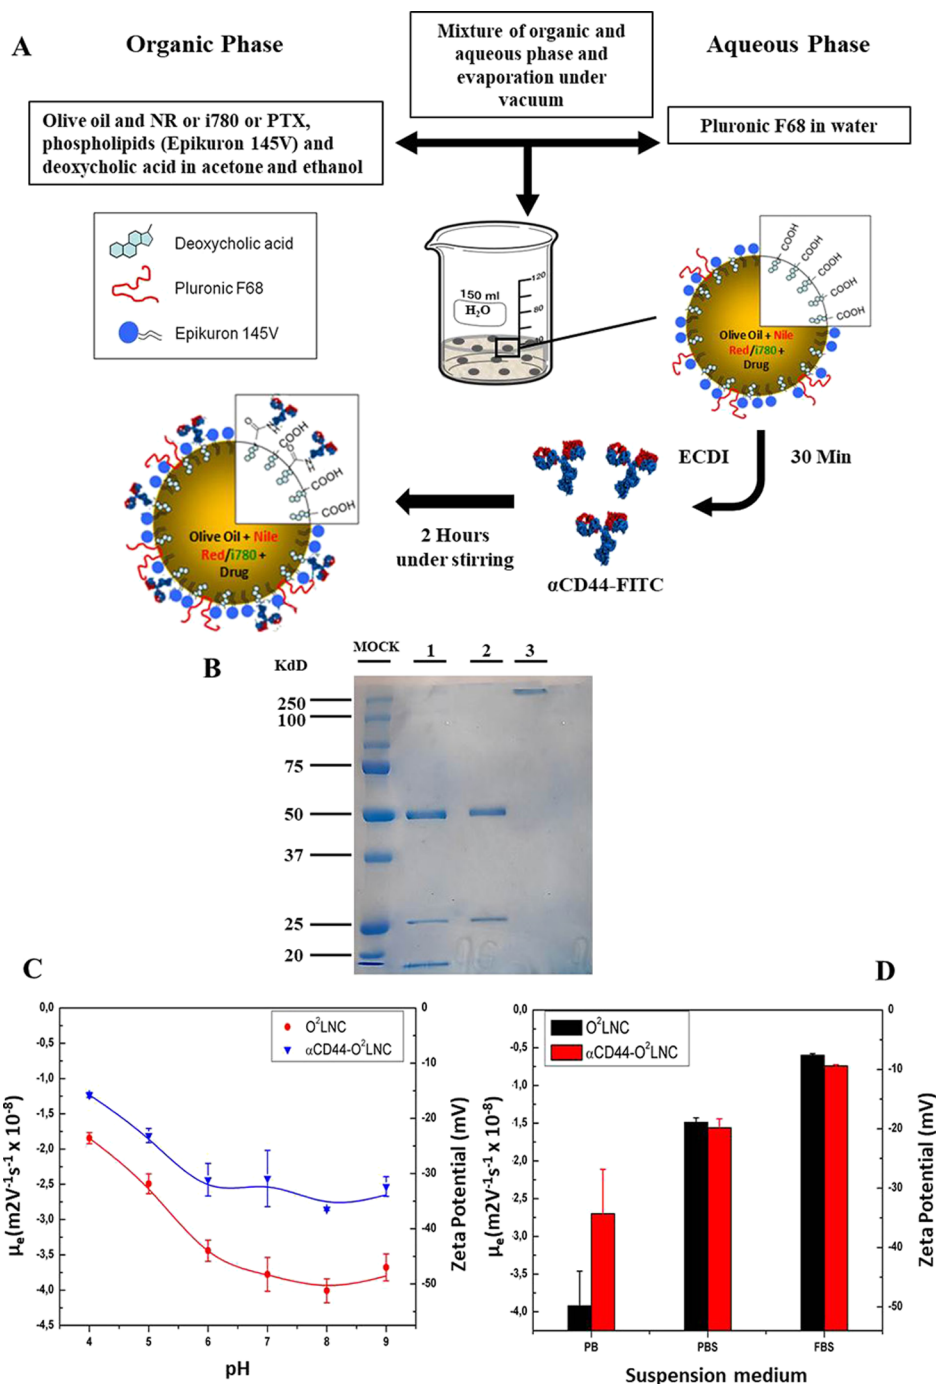 A
Organic Phase
Mixture of organic and
aqueous phase and
evaporation under
vacuum
Aqueous Phase
Olive oil and NR or i780 or PTX,
phospholipids (Epikuron 145V) and
deoxycholic acid in acetone and ethanol
Pluronic F68 in water
Deoxycholic acid
Pluronic F68
Epikuron 145V
150 ml
H₂O
120
80
40
COOH
COOH
COOH
COOH
COOH
Olive Oil + Nile
Red/i780 +
Drug
ECDI
30 Min
αCD44-FITC
2 Hours
under stirring
O
N
H
COOH
O
N
H
COOH
COOH
Olive Oil + Nile
Red/i780 +
Drug
B
KdD
MOCK 1 2 3
250
100
75
50
37
25
20
C
0,0
-0,5
-1,0
-1,5
-2,0
-2,5
-3,0
-3,5
-4,0
-4,5
μe(m2V⁻¹s⁻¹ x 10⁻⁸)
O²LNC
αCD44-O²LNC
0
-10
-20
-30
-40
-50
Zeta Potential (mV)
4 5 6 7 8 9
pH
D
0,0
-0,5
-1,0
-1,5
-2,0
-2,5
-3,0
-3,5
-4,0
μe(m2V⁻¹s⁻¹ x 10⁻⁸)
O²LNC
αCD44-O²LNC
0
-10
-20
-30
-40
-50
Zeta Potential (mV)
PB PBS FBS
Suspension medium